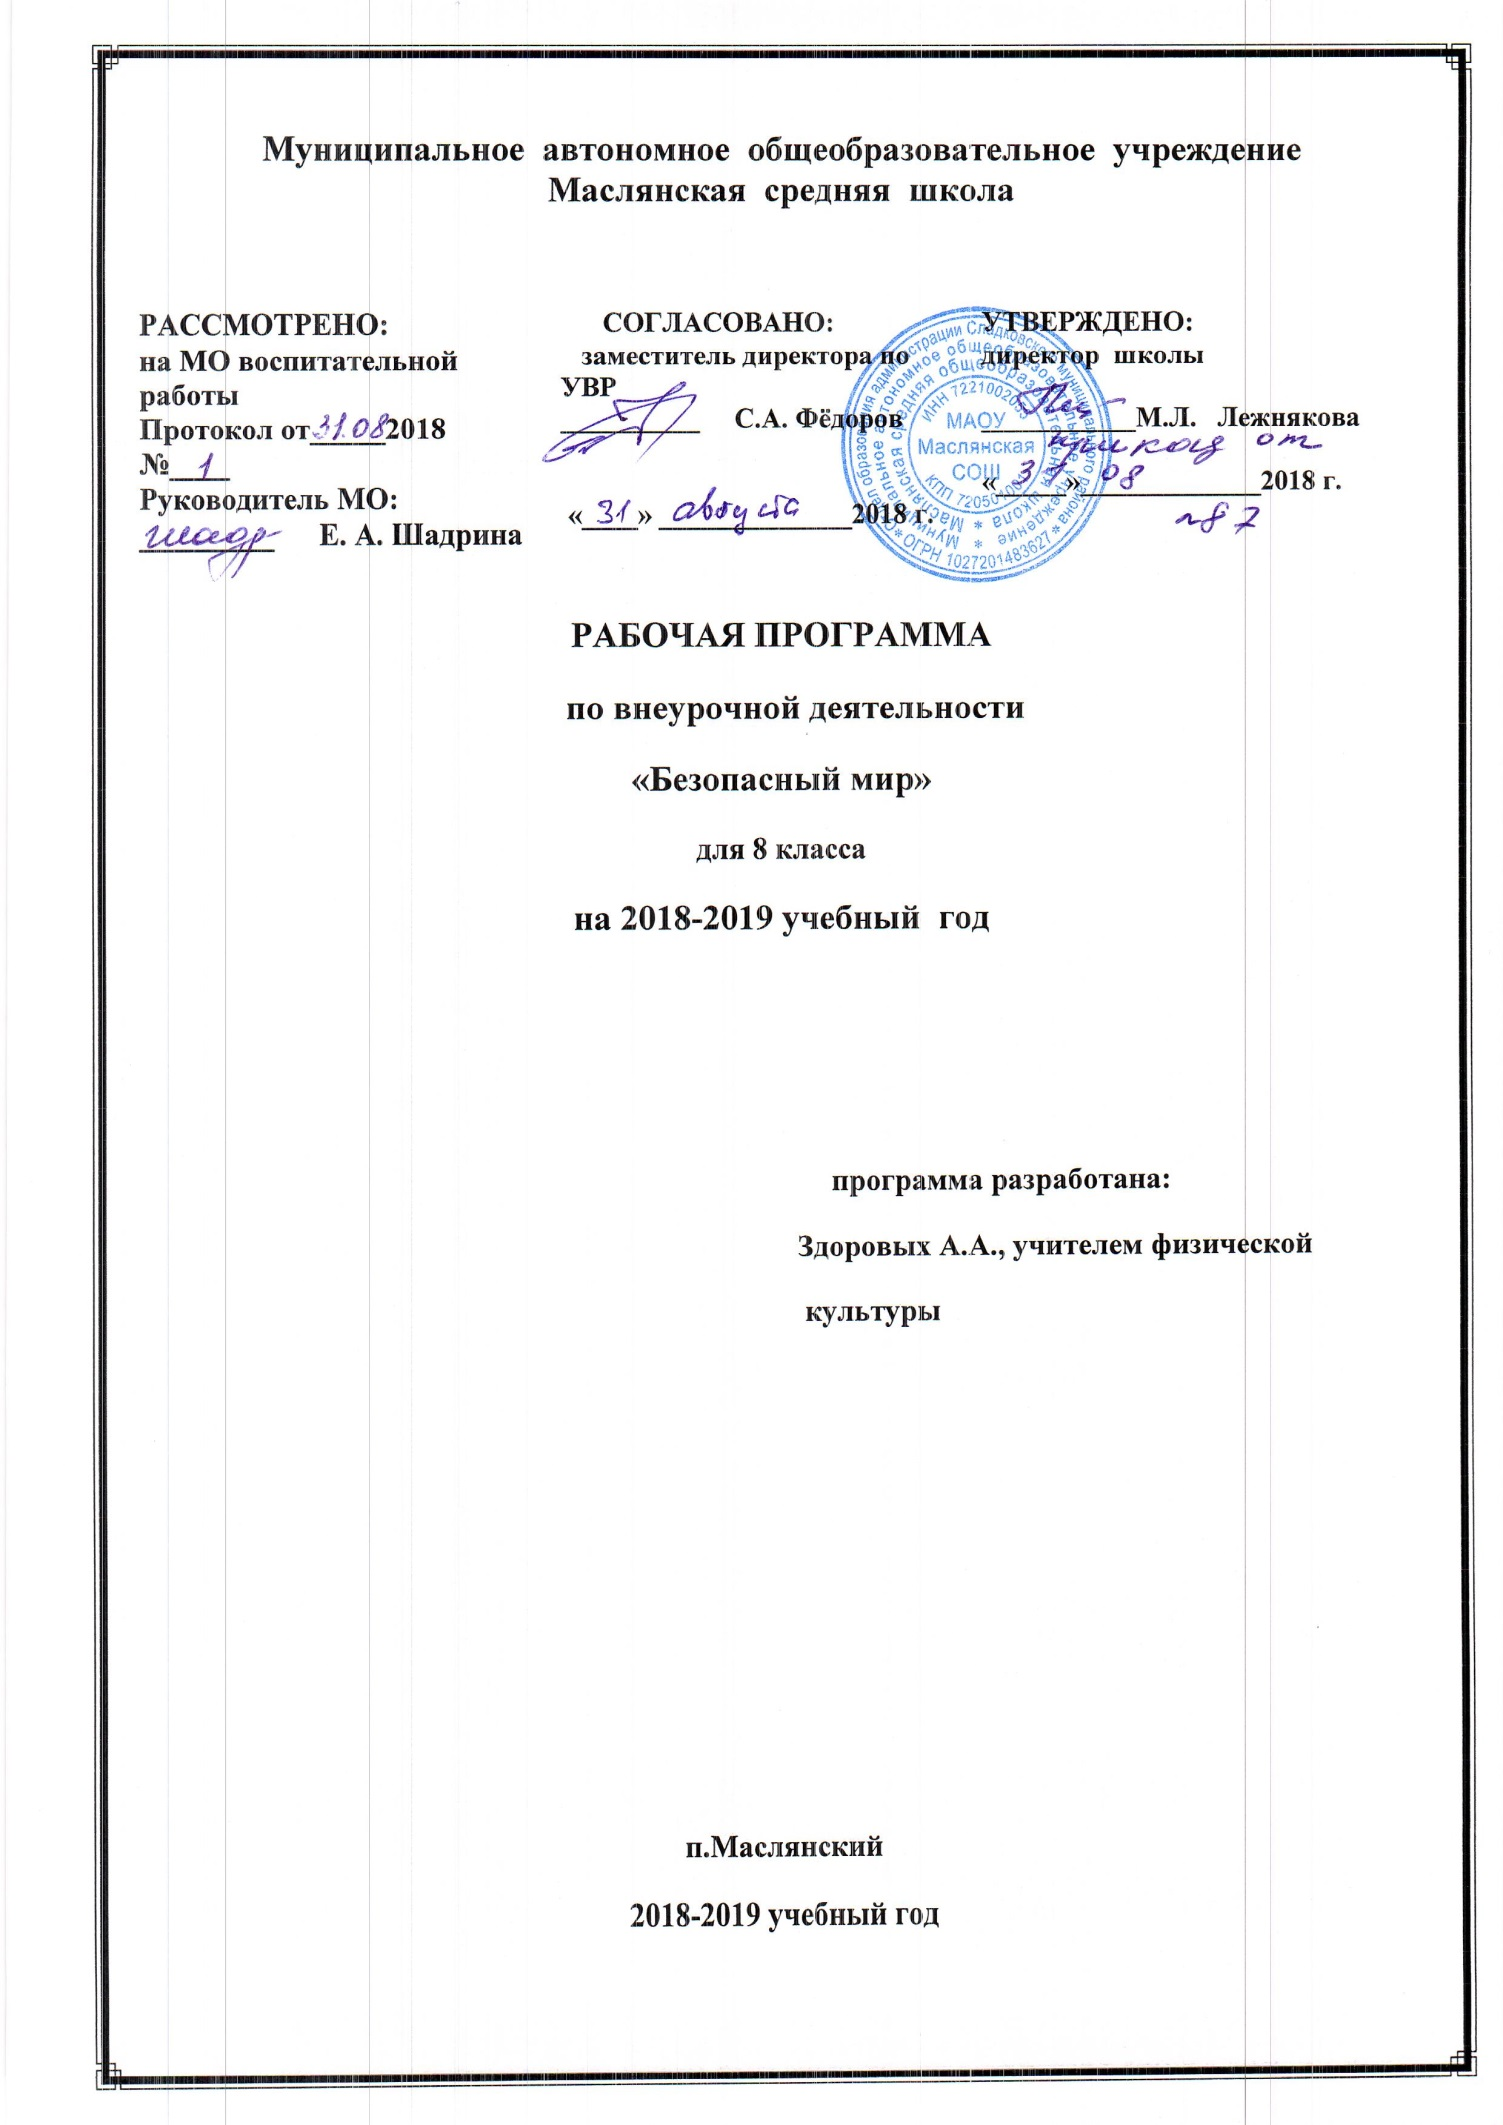 Муниципальное автономное общеобразовательное учреждение
Маслянская средняя школа
РАССМОТРЕНО:
на МО воспитательной
работы
Протокол от 31.08 2018
№ 1
Руководитель МО:
Шадр Е. А. Шадрина
СОГЛАСОВАНО:
заместитель директора по
УВР
С.А. Фёдоров
« 31 » августа 2018 г.
УТВЕРЖДЕНО:
директор школы
М.Л. Лежнякова
приказ от
« 31 » 08 2018 г.
МАОУ
Маслянская
СОШ
ОГРН 1027201483627
РАБОЧАЯ ПРОГРАММА
по внеурочной деятельности
«Безопасный мир»
для 8 класса
на 2018-2019 учебный год
программа разработана:
Здоровых А.А., учителем физической
культуры
п.Маслянский
2018-2019 учебный год